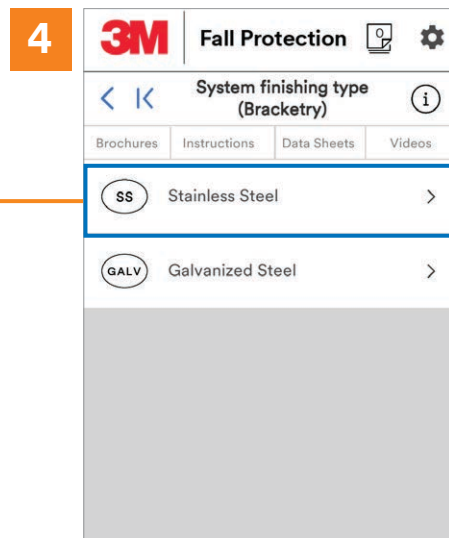 4
3M Fall Protection 0
System finishing type
(Bracketry)
i
Brochures Instructions Data Sheets Videos
SS Stainless Steel
GALV Galvanized Steel